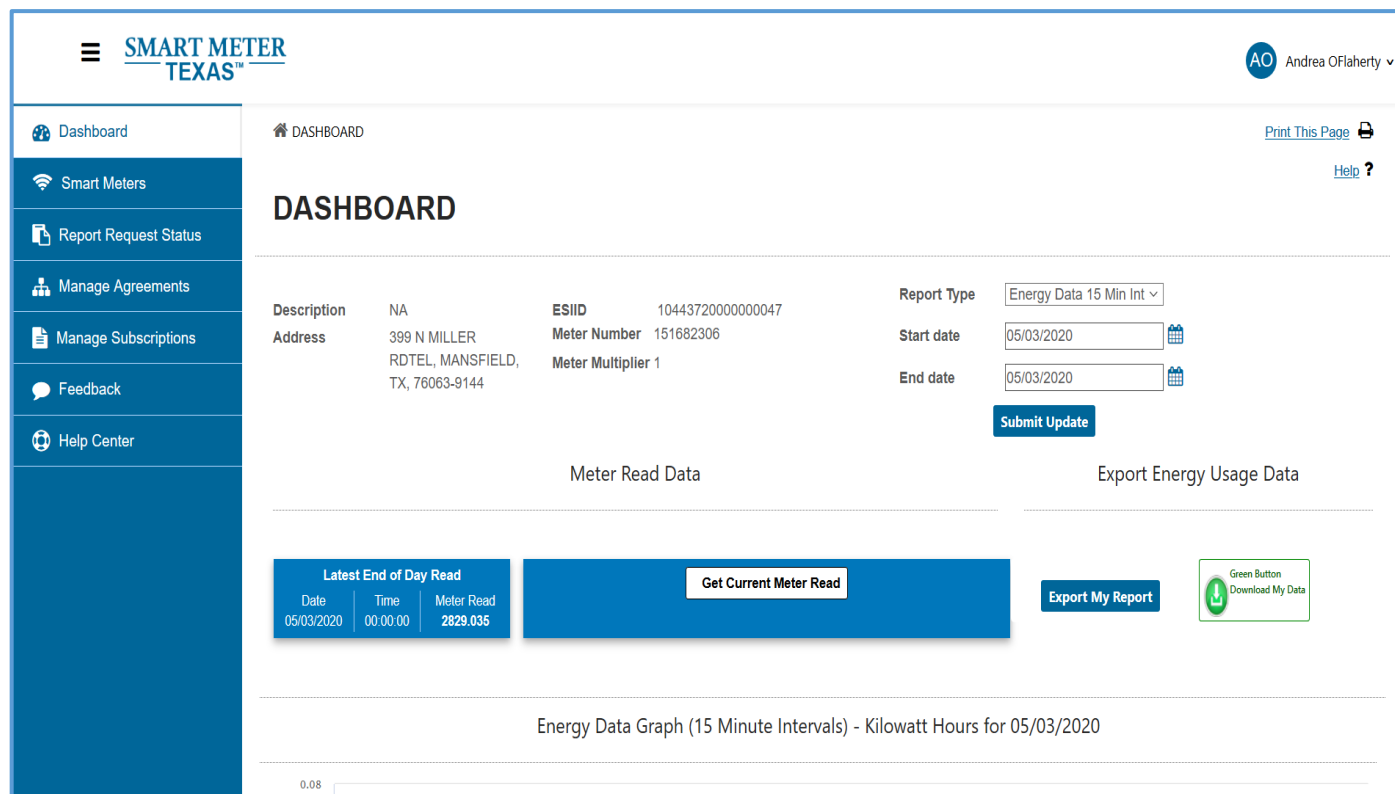 SMART METER
TEXAS™
AO Andrea OFlaherty
Dashboard
Smart Meters
Report Request Status
Manage Agreements
Manage Subscriptions
Feedback
Help Center
DASHBOARD
Print This Page
Help ?
DASHBOARD
Description NA
Address 399 N MILLER
RDTEL, MANSFIELD,
TX, 76063-9144
ESIID 10443720000000047
Meter Number 151682306
Meter Multiplier 1
Report Type Energy Data 15 Min Int
Start date 05/03/2020
End date 05/03/2020
Submit Update
Meter Read Data
Export Energy Usage Data
Latest End of Day Read
Date Time Meter Read
05/03/2020 00:00:00 2829.035
Get Current Meter Read
Export My Report
Green Button
Download My Data
Energy Data Graph (15 Minute Intervals) - Kilowatt Hours for 05/03/2020
0.08